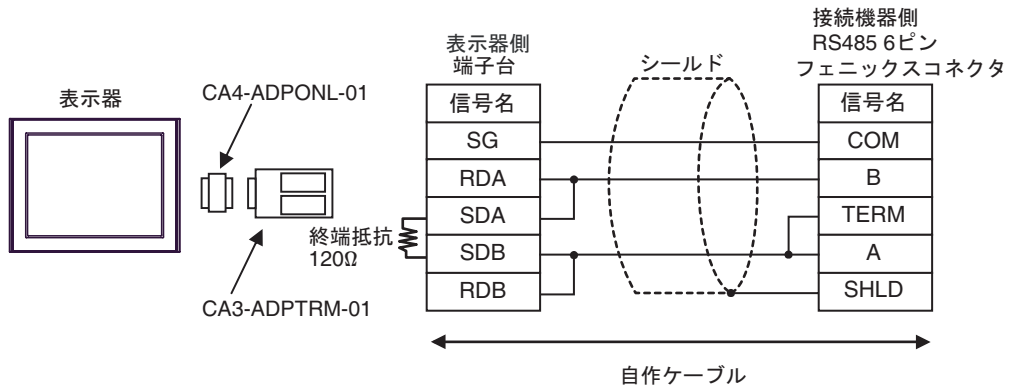 表示器
CA4-ADPONL-01
CA3-ADPTRM-01
終端抵抗
120Ω
表示器側
端子台
信号名
SG
RDA
SDA
SDB
RDB
シールド
接続機器側
RS485 6ピン
フェニックスコネクタ
信号名
COM
B
TERM
A
SHLD
自作ケーブル